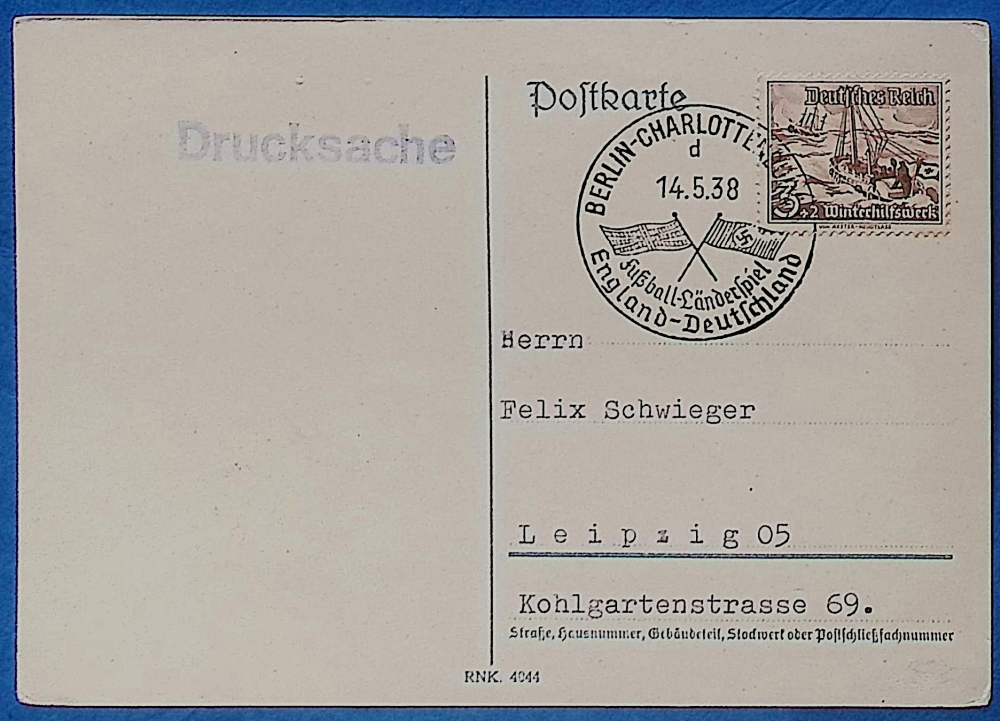 Postkarte
Drucksache
Deutsches Reich
3+2 Winterhilfswerk
BERLIN-CHARLOTTEN
d
14.5.38
Fußball-Länderspiel
England-Deutschland
Herrn
Felix Schwieger
Leipzig 05
Kohlgartenstrasse 69.
Straße, Hausnummer, Gebäudeteil, Stockwerk oder Postschließfachnummer
RNK. 4044